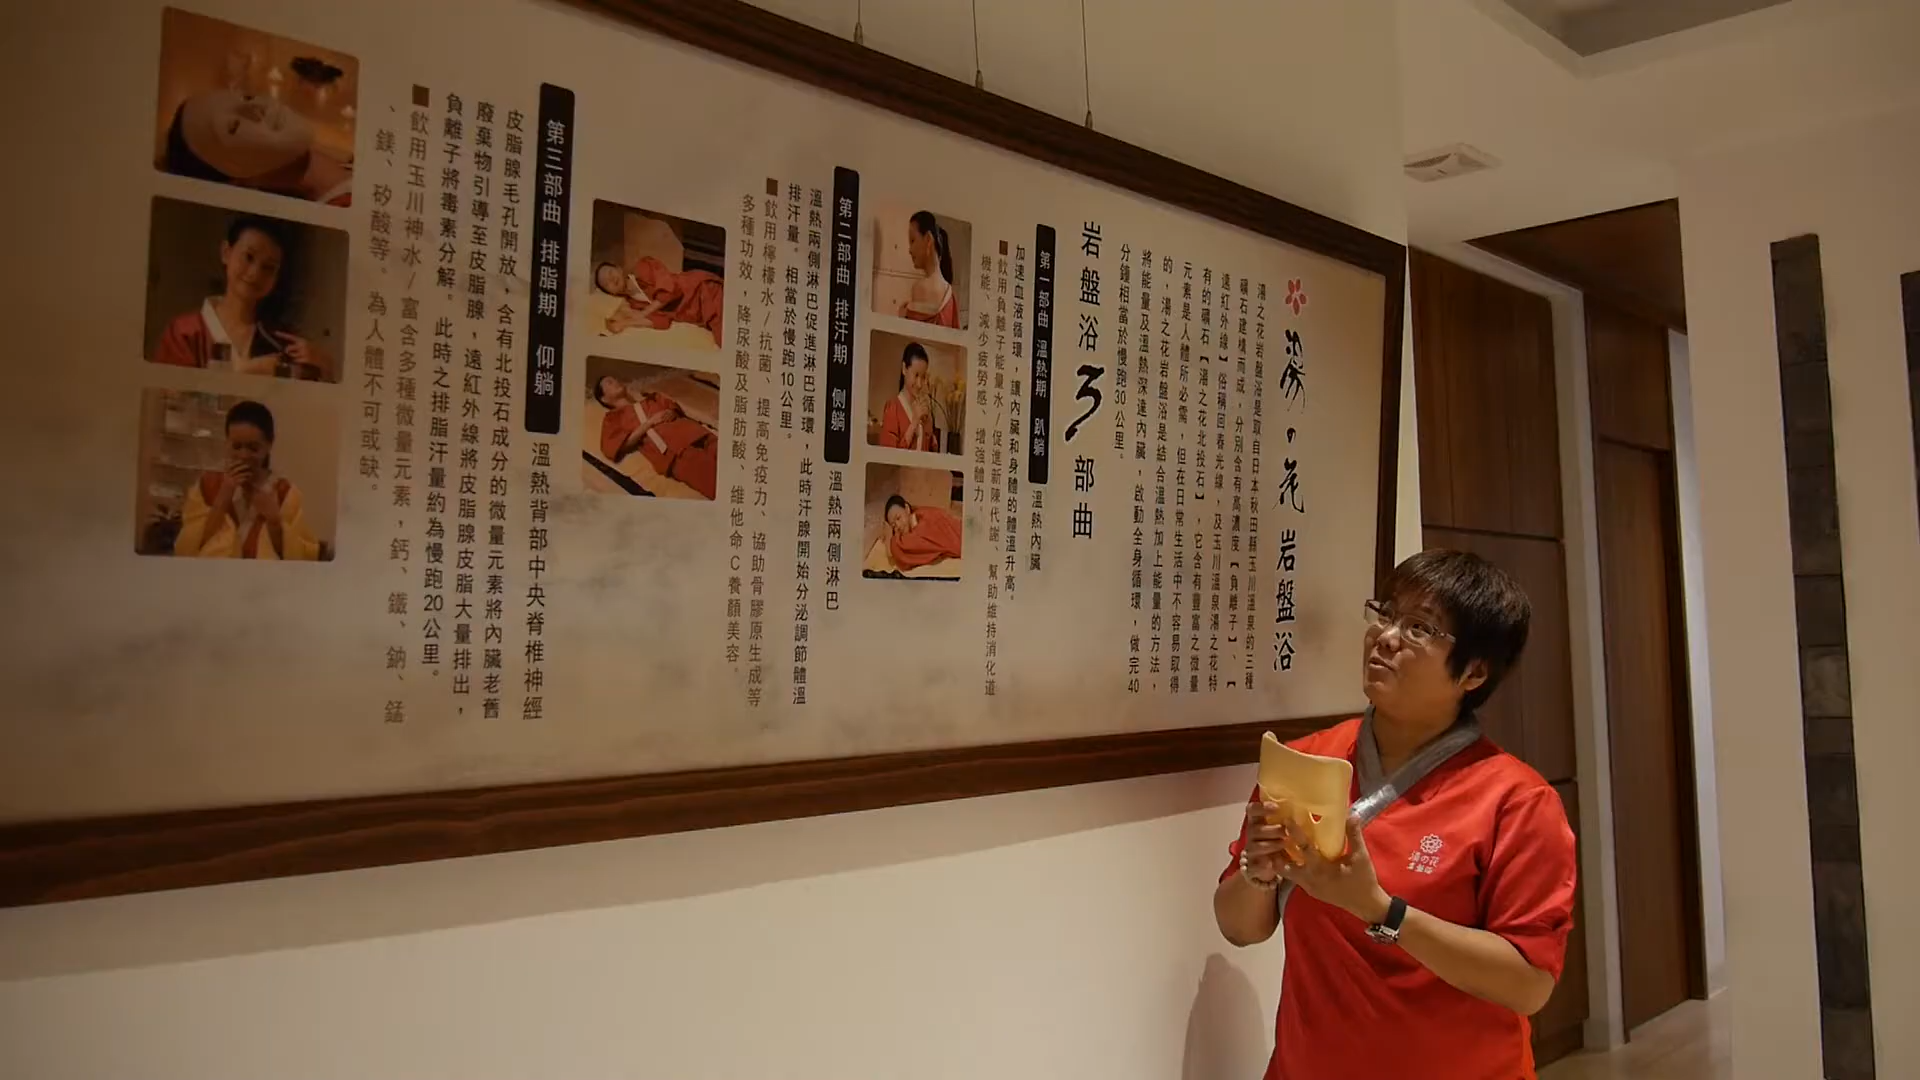 湯の花岩盤浴
湯之花岩盤浴是取自日本秋田縣玉川溫泉的三種
礦石建構而成,分別含有高濃度【負離子】、【
遠紅外線】俗稱回春光線,及玉川溫泉湯之花特
有的礦石【湯之花北投石】,它含有豐富之微量
元素是人體所必需,但在日常生活中不容易取得
的,湯之花岩盤浴是結合溫熱加上能量的方法,
將能量及溫熱深達內臟,啟動全身循環,做完40
分鐘相當於慢跑30公里。
岩盤浴3部曲
第一部曲 溫熱期 趴躺 溫熱內臟
加速血液循環,讓內臟和身體的體溫升高。
■飲用負離子能量水/促進新陳代謝、幫助維持消化道
機能、減少疲勞感、增強體力。
第二部曲 排汗期 側躺 溫熱兩側淋巴
溫熱兩側淋巴促進淋巴循環,此時汗腺開始分泌調節體溫
排汗量。相當於慢跑10公里。
■飲用檸檬水/抗菌、提高免疫力、協助骨膠原生成等
多種功效,降尿酸及脂肪酸、維他命C養顏美容。
第三部曲 排脂期 仰躺 溫熱背部中央脊椎神經
皮脂腺毛孔開放,含有北投石成分的微量元素將內臟老舊
廢棄物引導至皮脂腺,遠紅外線將皮脂腺皮脂大量排出,
負離子將毒素分解。此時之排脂汗量約為慢跑20公里。
■飲用玉川神水/富含多種微量元素,鈣、鐵、鈉、錳
、鎂、矽酸等。為人體不可或缺。
湯の花
岩盤浴